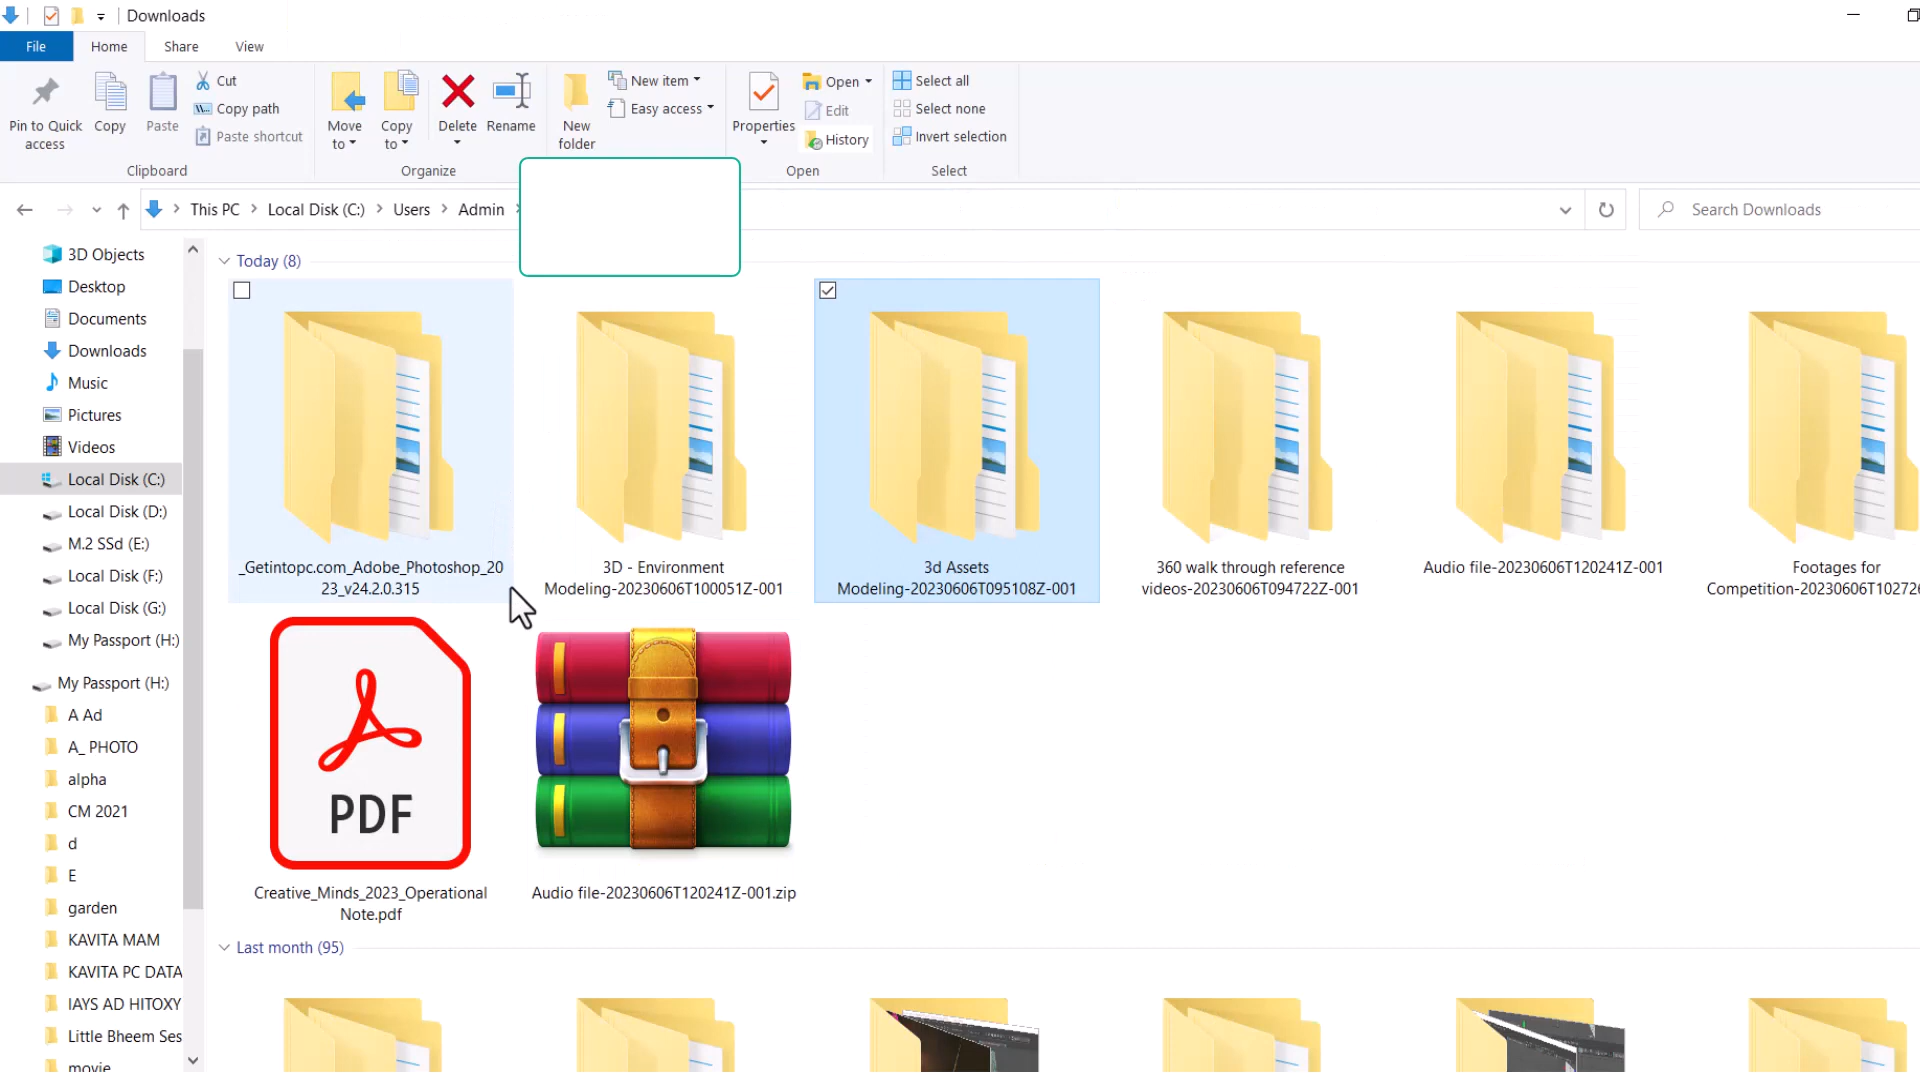 Downloads
File Home Share View
Pin to Quick access
Copy
Paste
Cut
Copy path
Paste shortcut
Clipboard
Move to
Copy to
Delete
Rename
Organize
New folder
New item
Easy access
Properties
Open
Edit
History
Open
Select all
Select none
Invert selection
Select
This PC Local Disk (C:) Users Admin
Search Downloads
3D Objects
Desktop
Documents
Downloads
Music
Pictures
Videos
Local Disk (C:)
Local Disk (D:)
M.2 SSd (E:)
Local Disk (F:)
Local Disk (G:)
My Passport (H:)
My Passport (H:)
A Ad
A_ PHOTO
alpha
CM 2021
d
E
garden
KAVITA MAM
KAVITA PC DATA
IAYS AD HITOXY
Little Bheem Ses
movie
Today (8)
_Getintopc.com_Adobe_Photoshop_20
23_v24.2.0.315
3D - Environment
Modeling-20230606T100051Z-001
3d Assets
Modeling-20230606T095108Z-001
360 walk through reference
videos-20230606T094722Z-001
Audio file-20230606T120241Z-001
Footages for
Competition-20230606T102726
PDF
Creative_Minds_2023_Operational
Note.pdf
Audio file-20230606T120241Z-001.zip
Last month (95)